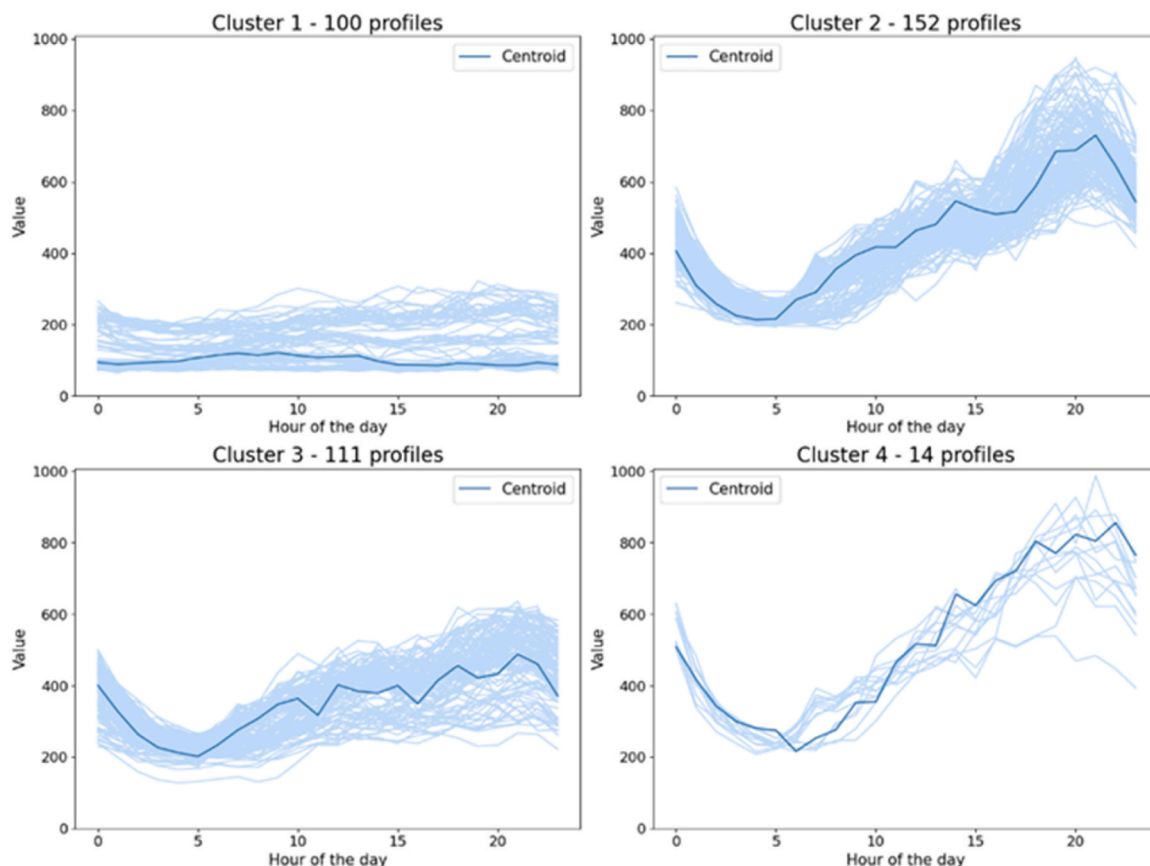 Cluster 1 - 100 profiles
1000
800
600
400
200
0
Value
Centroid
0 5 10 15 20
Hour of the day
Cluster 2 - 152 profiles
1000
800
600
400
200
0
Value
Centroid
0 5 10 15 20
Hour of the day
Cluster 3 - 111 profiles
1000
800
600
400
200
0
Value
Centroid
0 5 10 15 20
Hour of the day
Cluster 4 - 14 profiles
1000
800
600
400
200
0
Value
Centroid
0 5 10 15 20
Hour of the day